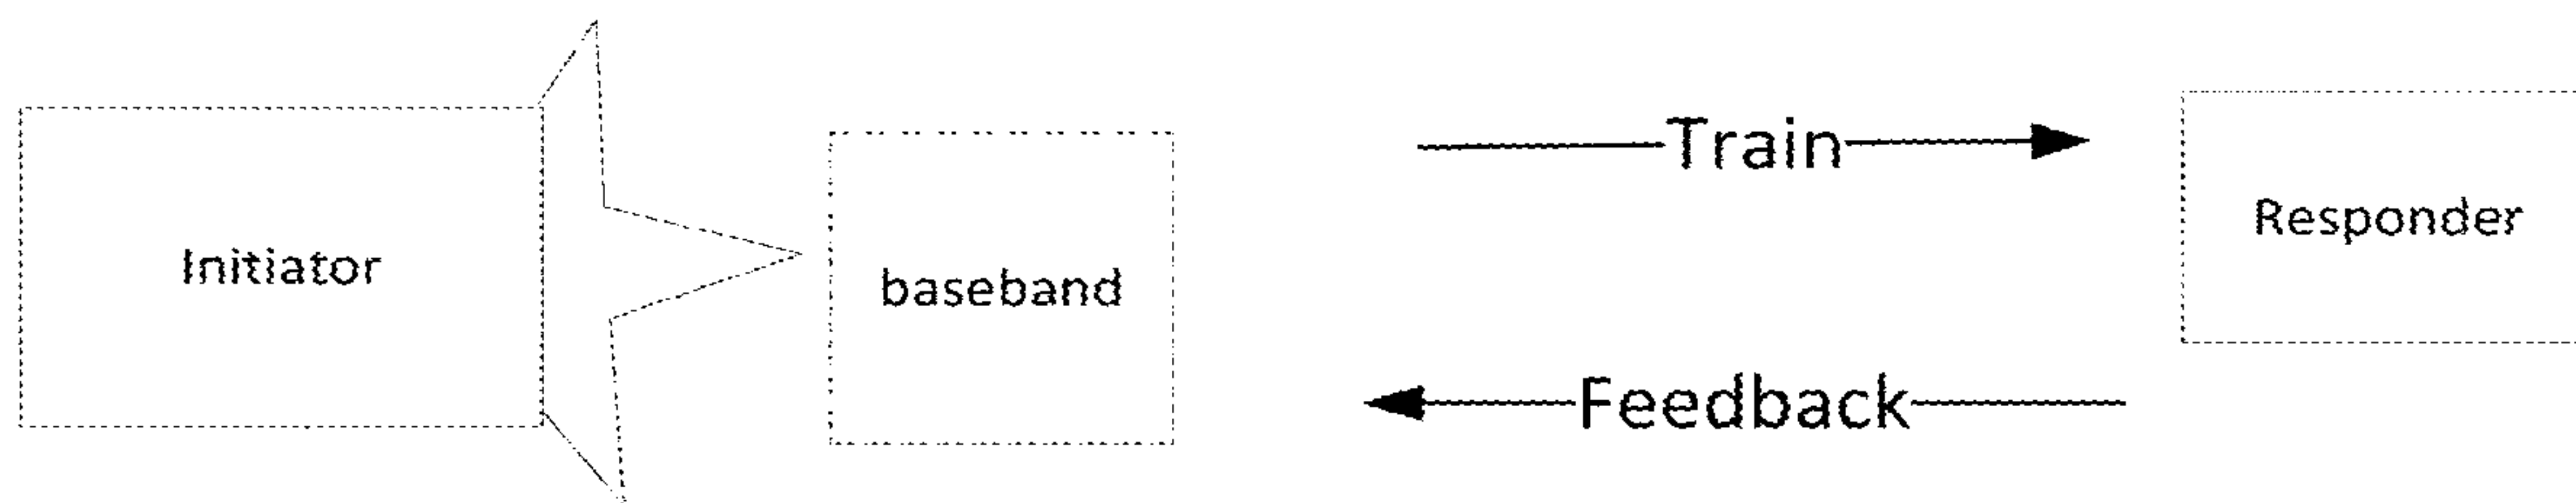 Initiator
baseband
Train
Feedback
Responder